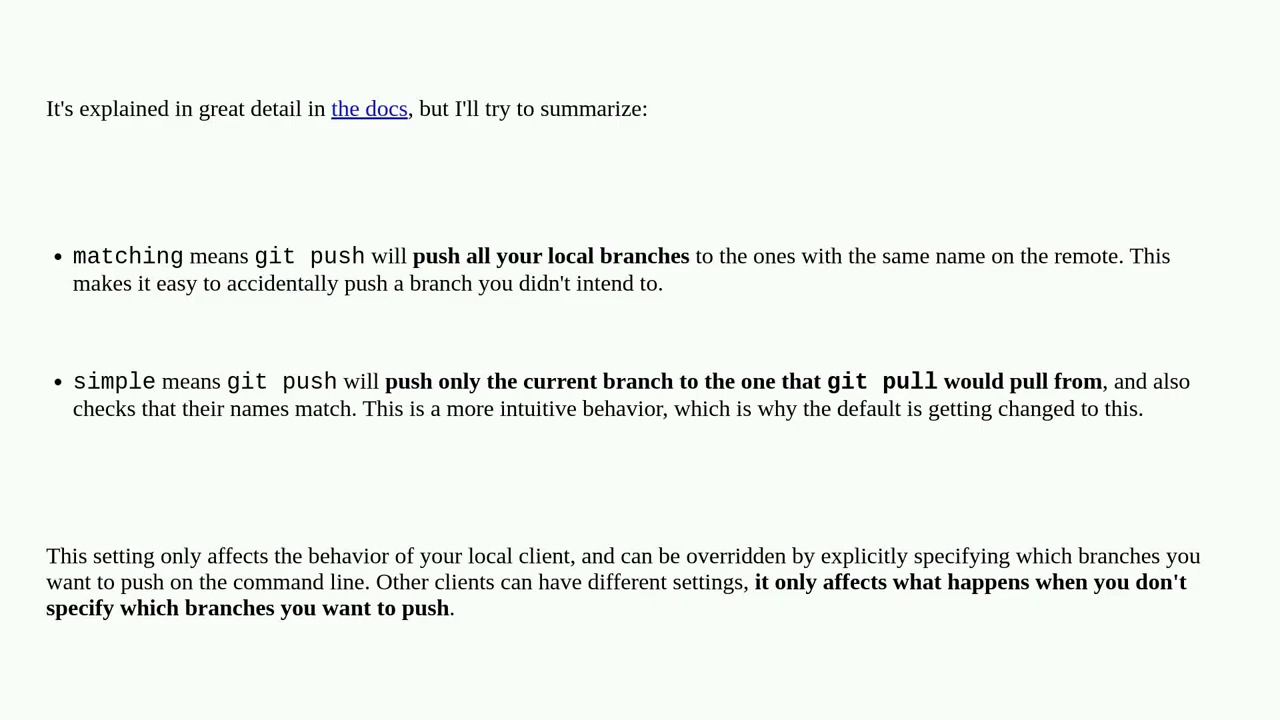 It's explained in great detail in the docs, but I'll try to summarize:
• matching means git push will push all your local branches to the ones with the same name on the remote. This
makes it easy to accidentally push a branch you didn't intend to.
• simple means git push will push only the current branch to the one that git pull would pull from, and also
checks that their names match. This is a more intuitive behavior, which is why the default is getting changed to this.
This setting only affects the behavior of your local client, and can be overridden by explicitly specifying which branches you
want to push on the command line. Other clients can have different settings, it only affects what happens when you don't
specify which branches you want to push.